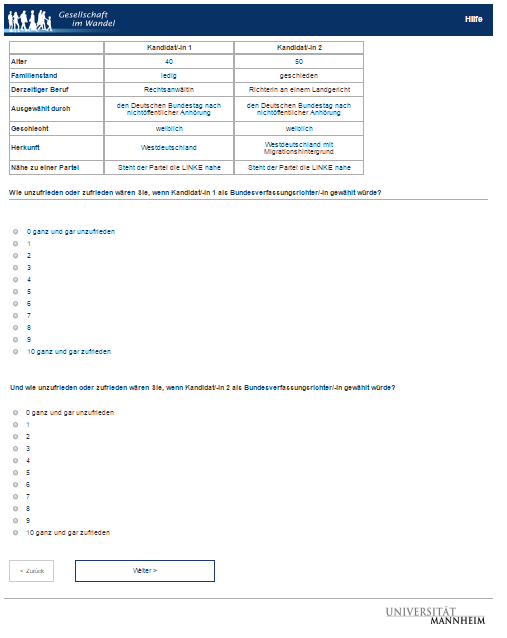 Gesellschaft
im Wandel
Hilfe
Kandidat/-in 1 Kandidat/-in 2
Alter 40 50
Familienstand ledig geschieden
Derzeitiger Beruf Rechtsanwältin Richterin an einem Landgericht
Ausgewählt durch den Deutschen Bundestag nach nichtöffentlicher Anhörung den Deutschen Bundestag nach nichtöffentlicher Anhörung
Geschlecht weiblich weiblich
Herkunft Westdeutschland Westdeutschland mit Migrationshintergrund
Nähe zu einer Partei Steht der Partei die LINKE nahe Steht der Partei die LINKE nahe
Wie unzufrieden oder zufrieden wären Sie, wenn Kandidat/-in 1 als Bundesverfassungsrichter/-in gewählt würde?
0 ganz und gar unzufrieden
1
2
3
4
5
6
7
8
9
10 ganz und gar zufrieden
Und wie unzufrieden oder zufrieden wären Sie, wenn Kandidat/-in 2 als Bundesverfassungsrichter/-in gewählt würde?
0 ganz und gar unzufrieden
1
2
3
4
5
6
7
8
9
10 ganz und gar zufrieden
< Zurück Weiter >
UNIVERSITÄT
MANNHEIM